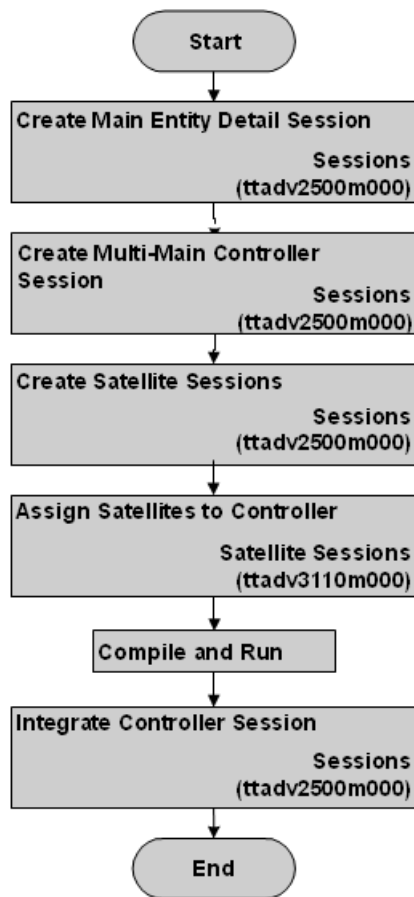 Start
Create Main Entity Detail Session
Sessions
(ttadv2500m000)
Create Multi-Main Controller
Session
Sessions
(ttadv2500m000)
Create Satellite Sessions
Sessions
(ttadv2500m000)
Assign Satellites to Controller
Satellite Sessions
(ttadv3110m000)
Compile and Run
Integrate Controller Session
Sessions
(ttadv2500m000)
End